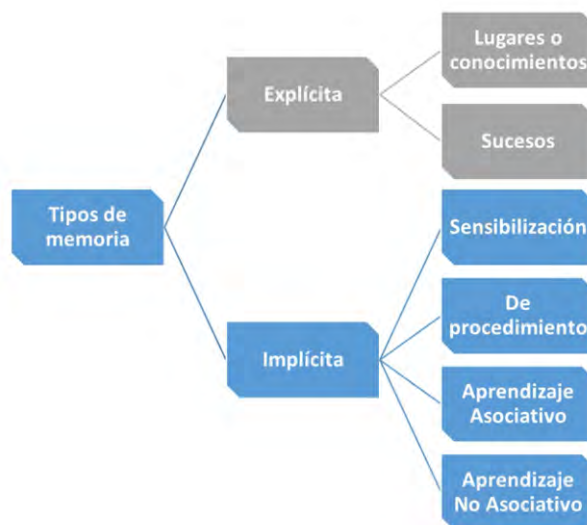 Tipos de
memoria
Explícita
Lugares o
conocimientos
Sucesos
Implícita
Sensibilización
De
procedimiento
Aprendizaje
Asociativo
Aprendizaje
No Asociativo